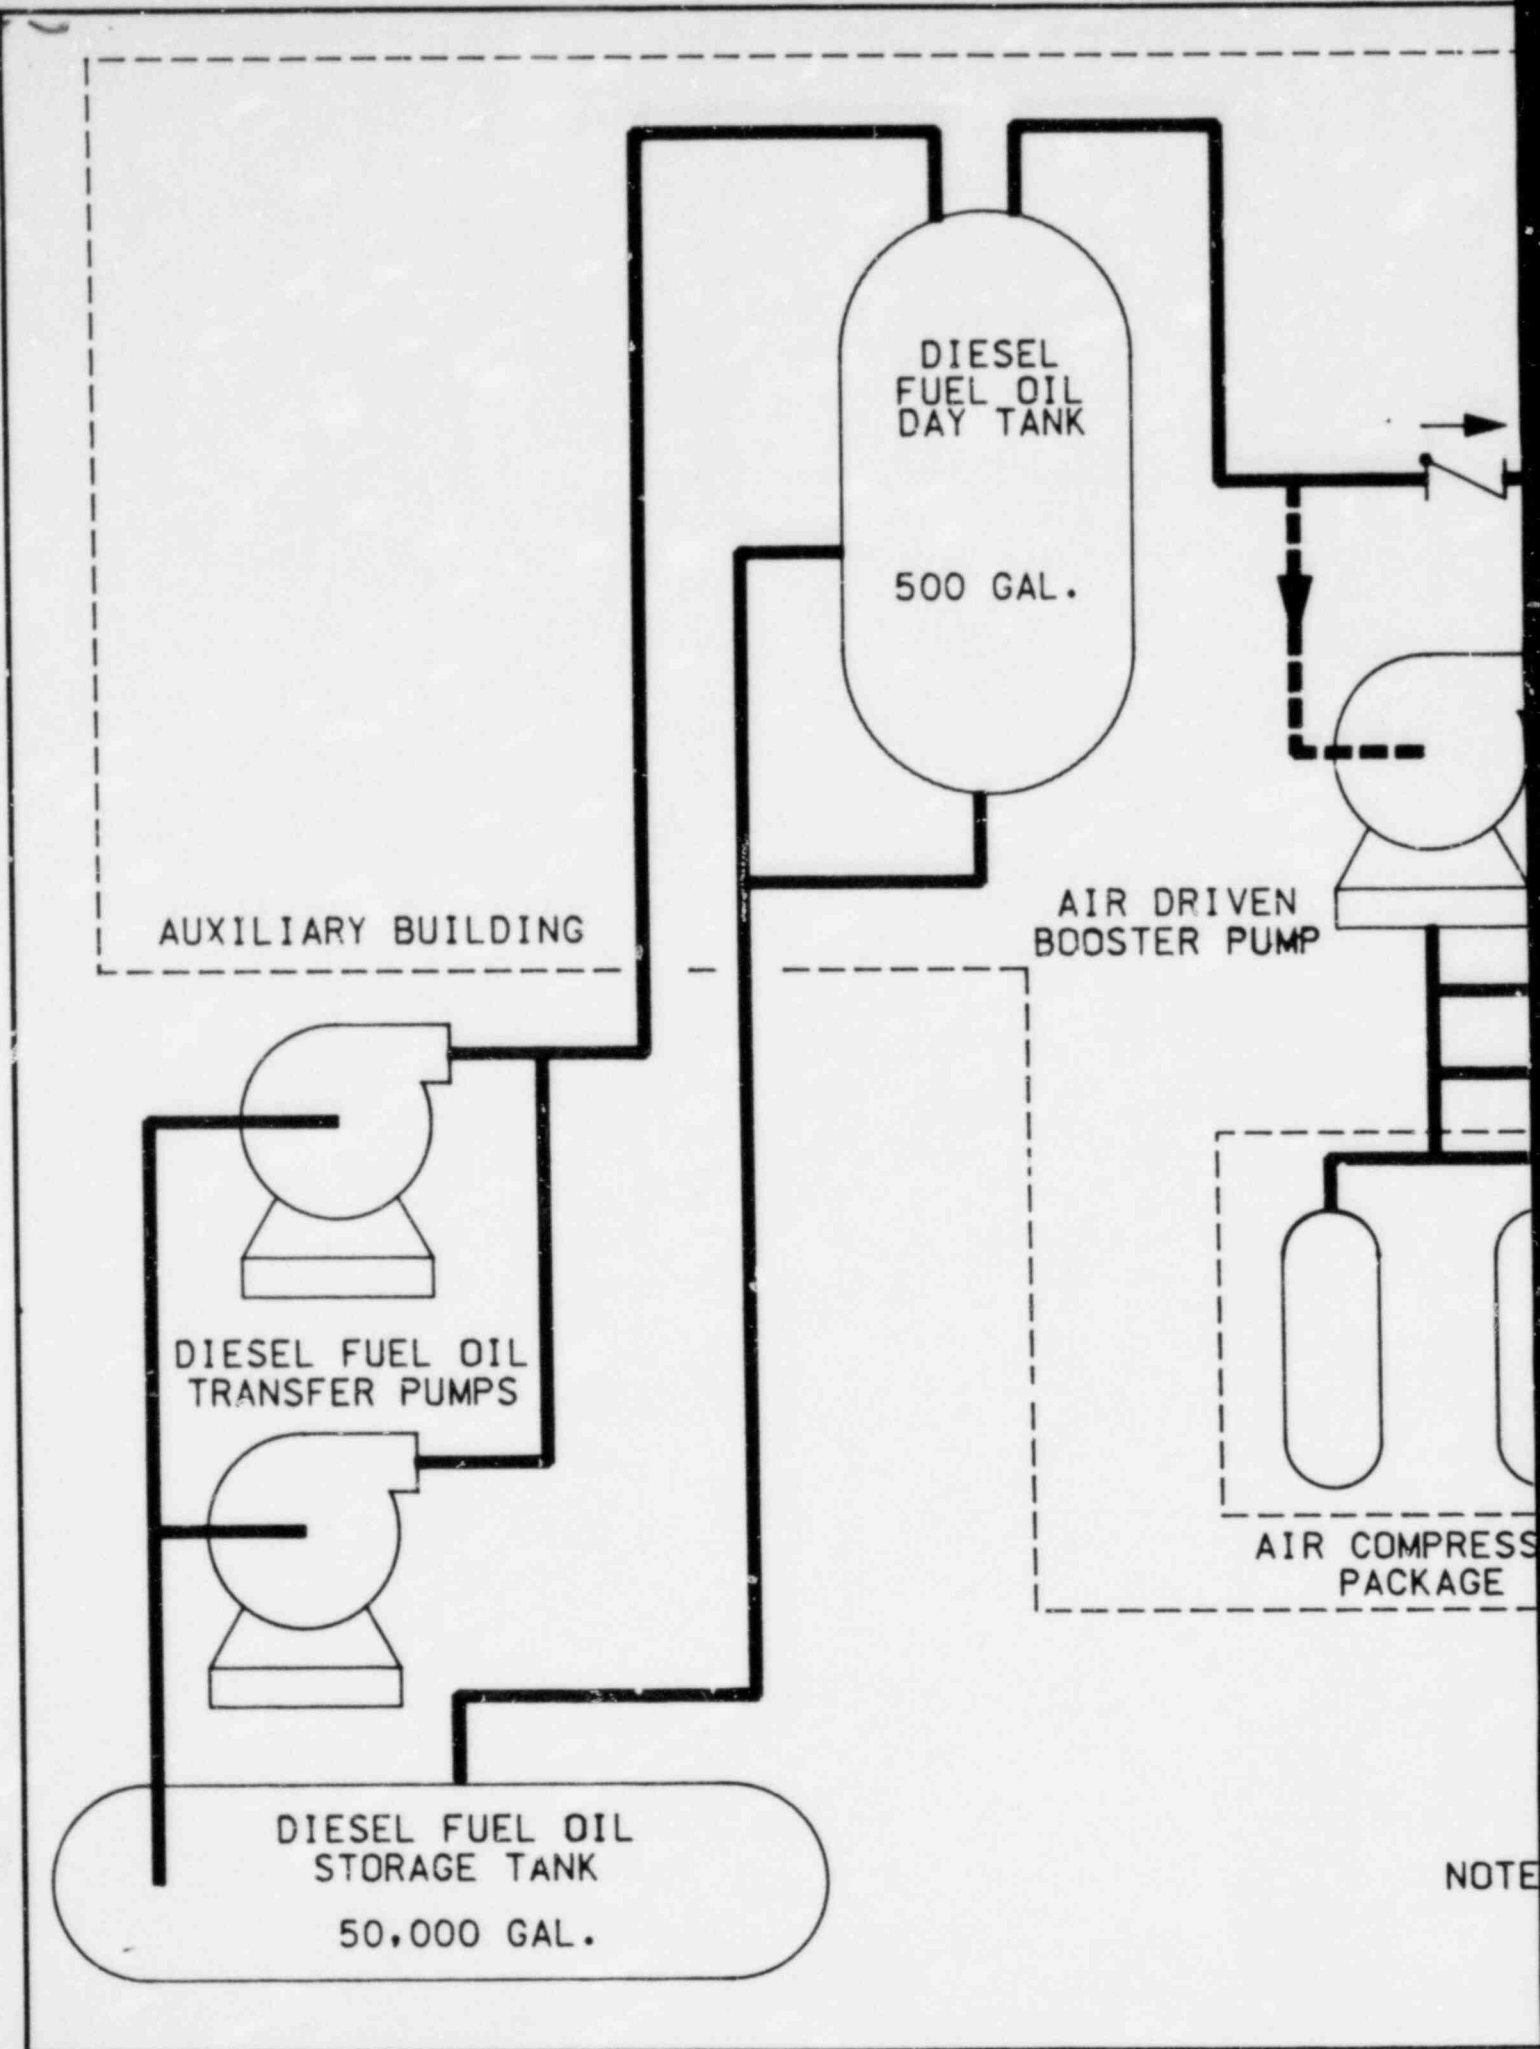 DIESEL
FUEL OIL
DAY TANK
500 GAL.
AUXILIARY BUILDING
AIR DRIVEN
BOOSTER PUMP
DIESEL FUEL OIL
TRANSFER PUMPS
AIR COMPRESS
PACKAGE
DIESEL FUEL OIL
STORAGE TANK
50,000 GAL.
NOTE